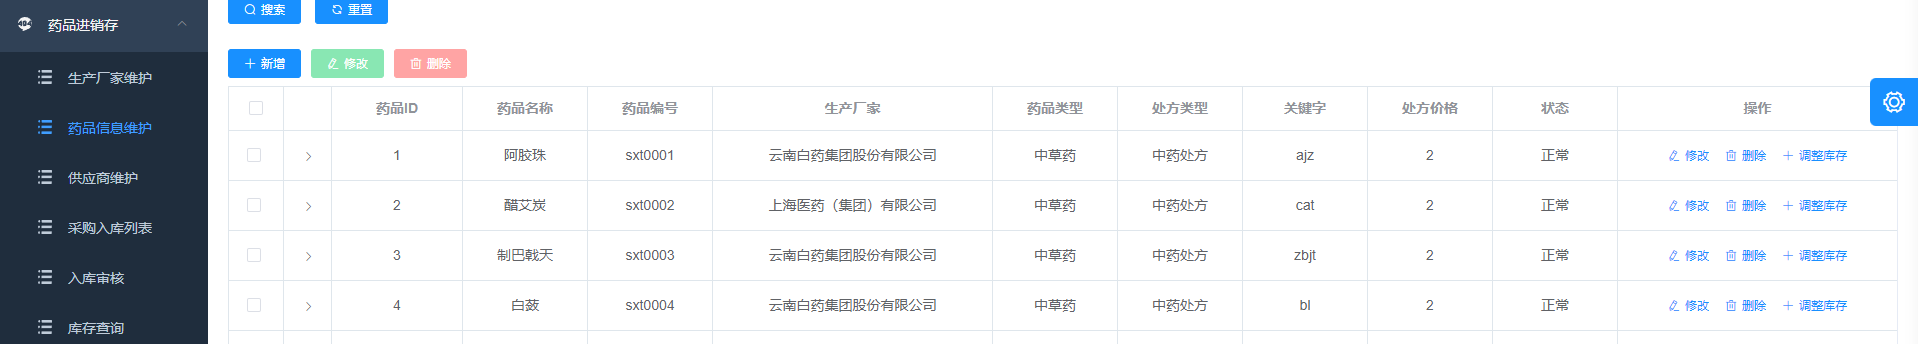 药品进销存
生产厂家维护
药品信息维护
供应商维护
采购入库列表
入库审核
库存查询
搜索 重置
新增 修改 删除
药品ID 药品名称 药品编号 生产厂家 药品类型 处方类型 关键字 处方价格 状态 操作
1 阿胶珠 sxt0001 云南白药集团股份有限公司 中草药 中药处方 ajz 2 正常 修改 删除 调整库存
2 醋艾炭 sxt0002 上海医药（集团）有限公司 中草药 中药处方 cat 2 正常 修改 删除 调整库存
3 制巴戟天 sxt0003 云南白药集团股份有限公司 中草药 中药处方 zbjt 2 正常 修改 删除 调整库存
4 白蔹 sxt0004 云南白药集团股份有限公司 中草药 中药处方 bl 2 正常 修改 删除 调整库存